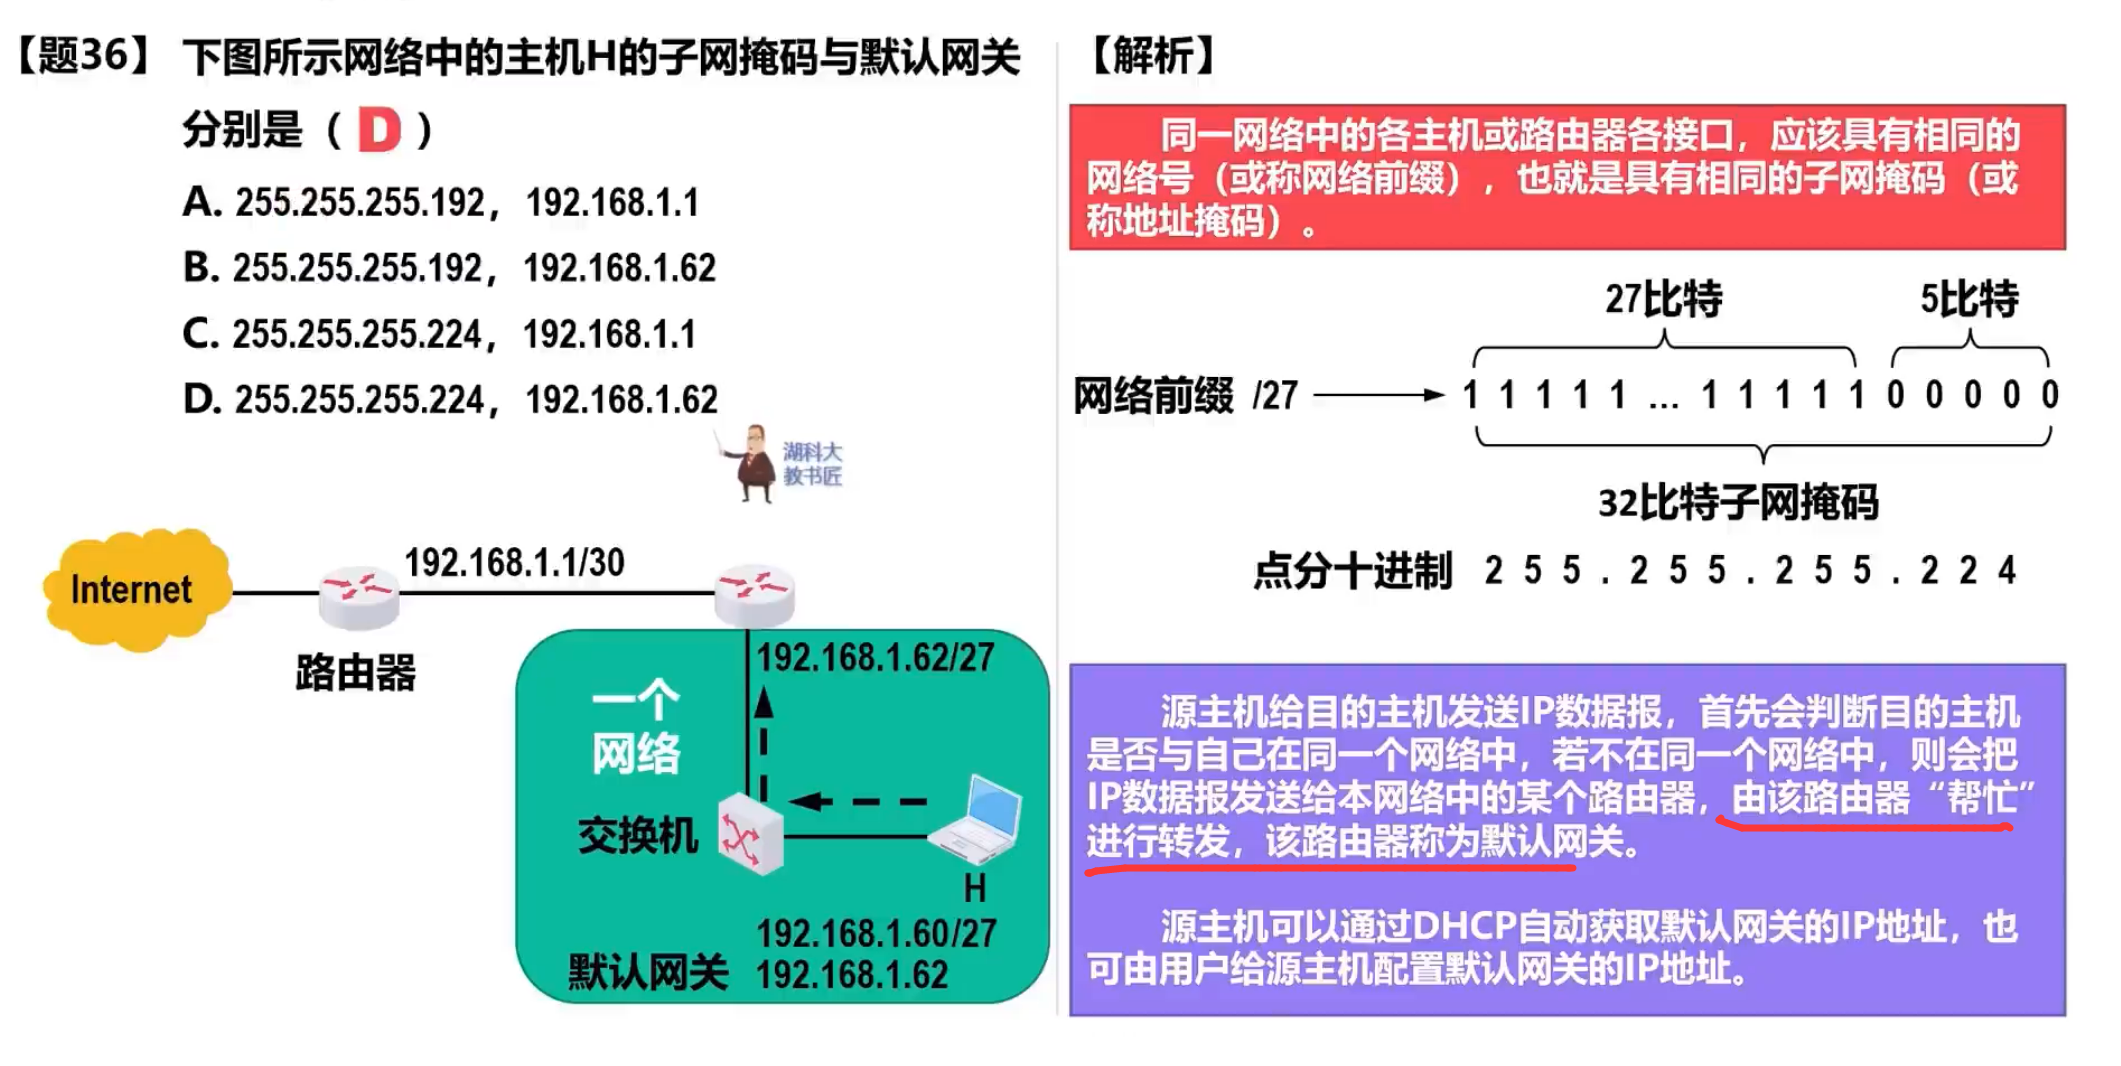 【题36】 下图所示网络中的主机H的子网掩码与默认网关
分别是（ D ）
A. 255.255.255.192， 192.168.1.1
B. 255.255.255.192， 192.168.1.62
C. 255.255.255.224， 192.168.1.1
D. 255.255.255.224， 192.168.1.62
湖科大
教书匠
Internet
192.168.1.1/30
路由器
192.168.1.62/27
一个
网络
交换机
H
192.168.1.60/27
默认网关 192.168.1.62
【解析】
同一网络中的各主机或路由器各接口，应该具有相同的
网络号（或称网络前缀），也就是具有相同的子网掩码（或
称地址掩码）。
27比特 5比特
网络前缀 /27 1 1 1 1 1 ... 1 1 1 1 1 0 0 0 0 0
32比特子网掩码
点分十进制 2 5 5 . 2 5 5 . 2 5 5 . 2 2 4
源主机给目的主机发送IP数据报，首先会判断目的主机
是否与自己在同一个网络中，若不在同一个网络中，则会把
IP数据报发送给本网络中的某个路由器，由该路由器“帮忙”
进行转发，该路由器称为默认网关。
源主机可以通过DHCP自动获取默认网关的IP地址，也
可由用户给源主机配置默认网关的IP地址。